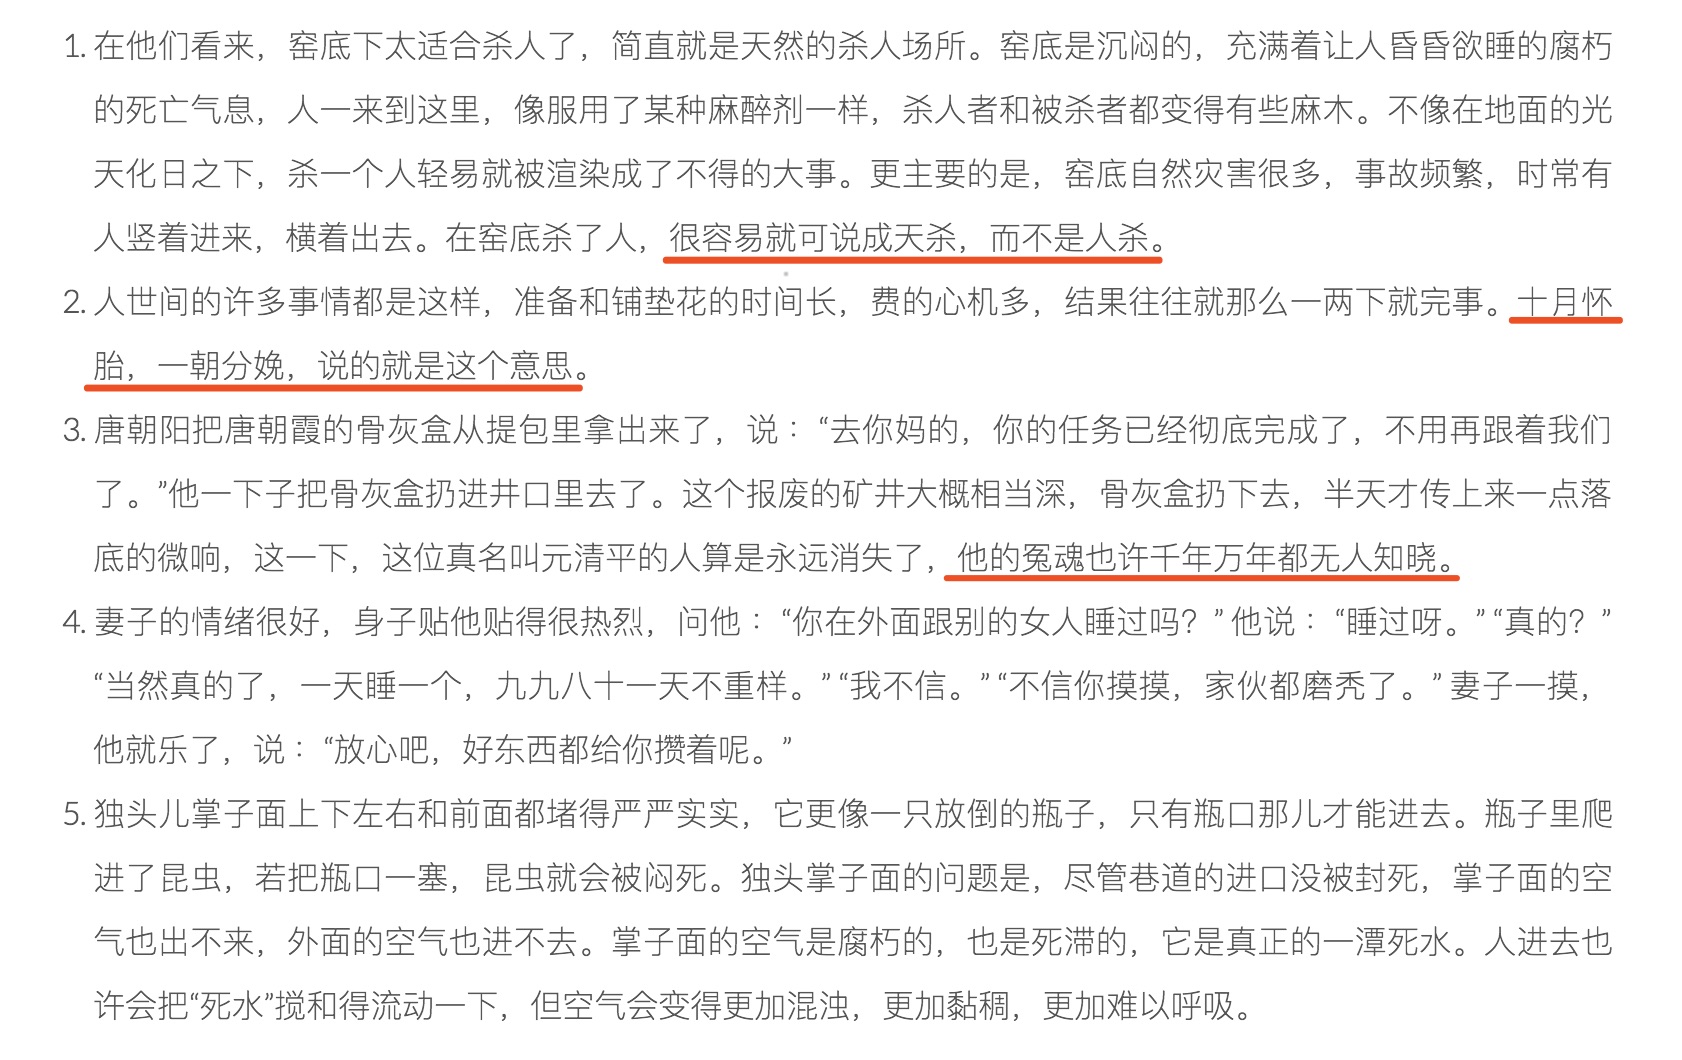 1. 在他们看来，窑底下太适合杀人了，简直就是天然的杀人场所。窑底是沉闷的，充满着让人昏昏欲睡的腐朽
的死亡气息，人一来到这里，像服用了某种麻醉剂一样，杀人者和被杀者都变得有些麻木。不像在地面的光
天化日之下，杀一个人轻易就被渲染成了不得的大事。更主要的是，窑底自然灾害很多，事故频繁，时常有
人竖着进来，横着出去。在窑底杀了人，很容易就可说成天杀，而不是人杀。
2. 人世间的许多事情都是这样，准备和铺垫花的时间长，费的心机多，结果往往就那么一两下就完事。十月怀
胎，一朝分娩，说的就是这个意思。
3. 唐朝阳把唐朝霞的骨灰盒从提包里拿出来了，说：“去你妈的，你的任务已经彻底完成了，不用再跟着我们
了。”他一下子把骨灰盒扔进井口里去了。这个报废的矿井大概相当深，骨灰盒扔下去，半天才传上来一点落
底的微响，这一下，这位真名叫元清平的人算是永远消失了，他的冤魂也许千年万年都无人知晓。
4. 妻子的情绪很好，身子贴他贴得很热烈，问他：“你在外面跟别的女人睡过吗？” 他说：“睡过呀。” “真的？”
“当然真的了，一天睡一个，九九八十一天不重样。” “我不信。” “不信你摸摸，家伙都磨秃了。” 妻子一摸，
他就乐了，说：“放心吧，好东西都给你攒着呢。”
5. 独头儿掌子面上下左右和前面都堵得严严实实，它更像一只放倒的瓶子，只有瓶口那儿才能进去。瓶子里爬
进了昆虫，若把瓶口一塞，昆虫就会被闷死。独头掌子面的问题是，尽管巷道的进口没被封死，掌子面的空
气也出不来，外面的空气也进不去。掌子面的空气是腐朽的，也是死滞的，它是真正的一潭死水。人进去也
许会把“死水”搅和得流动一下，但空气会变得更加混浊，更加黏稠，更加难以呼吸。